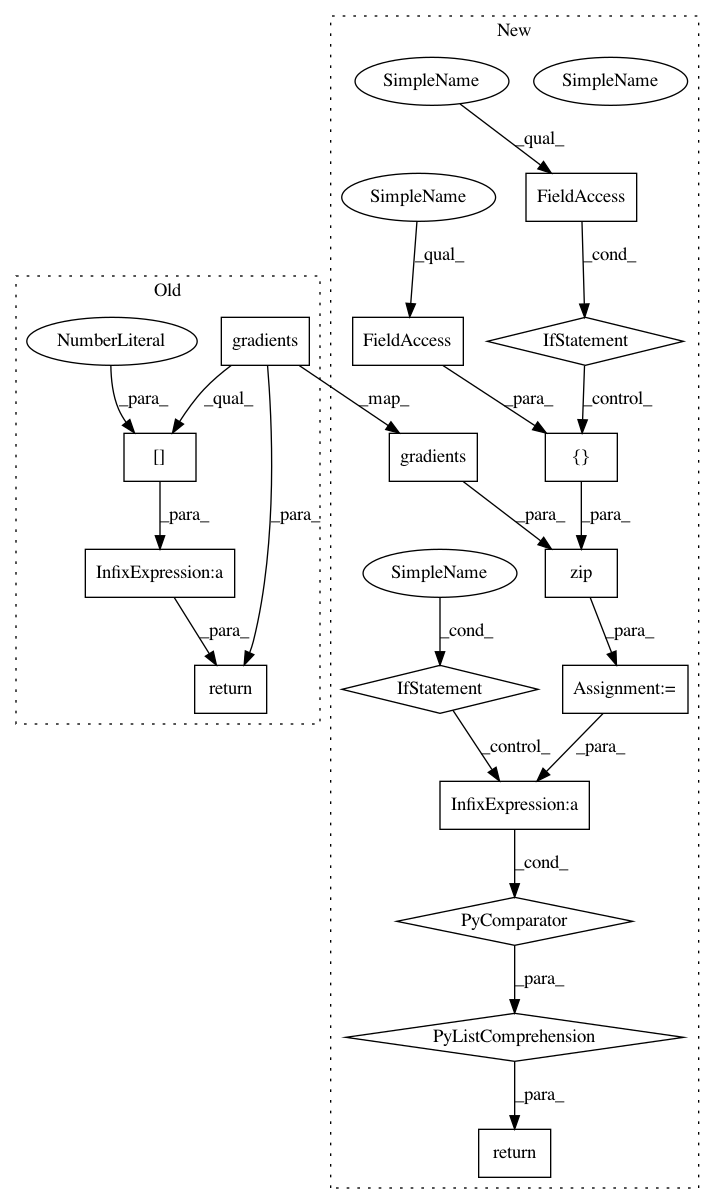 New
SimpleName
SimpleName
_qual_
SimpleName
FieldAccess
_qual_
_cond_
Old
NumberLiteral
gradients
FieldAccess
IfStatement
_para_
_qual_
_map_
_para_
_control_
[]
gradients
{}
_para_
_para_
_para_
_para_
InfixExpression:a
SimpleName
zip
_para_
_cond_
_para_
return
IfStatement
Assignment:=
_control_
_para_
InfixExpression:a
_cond_
PyComparator
_para_
PyListComprehension
_para_
return